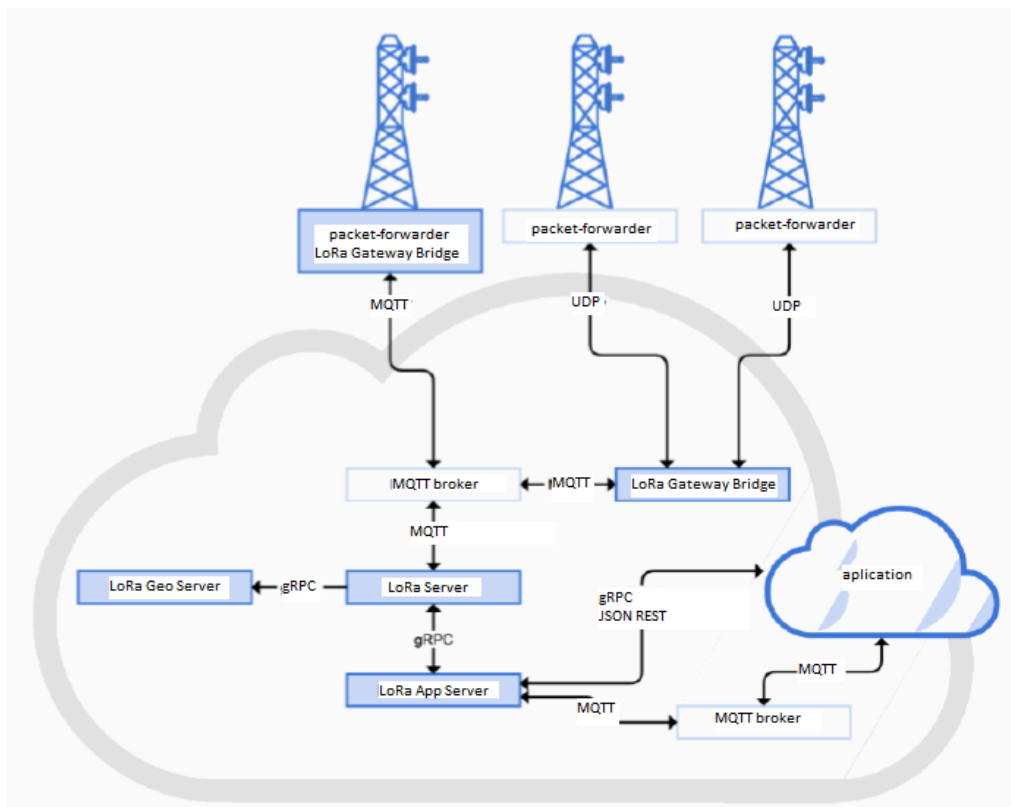 packet-forwarder
LoRa Gateway Bridge
packet-forwarder
packet-forwarder
MQTT
UDP
UDP
MQTT broker
MQTT
LoRa Gateway Bridge
MQTT
LoRa Geo Server
gRPC
LoRa Server
gRPC
JSON REST
aplication
gRPC
LoRa App Server
MQTT
MQTT
MQTT broker